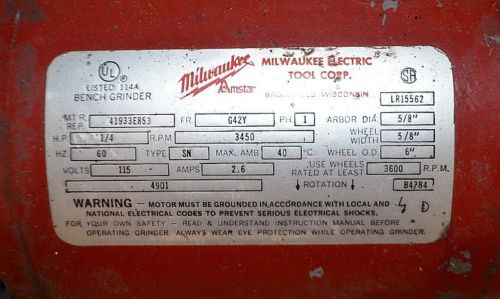 UL
LISTED 114A
BENCH GRINDER
Milwaukee
Amstar
MILWAUKEE ELECTRIC
TOOL CORP.
WISCONSIN
SA
LR15562
MTR. REP. 41933E853 FR. G42Y PH. 1 ARBOR DIA. 5/8"
H.P. 1/4 R.P.M 3450 WHEEL WIDTH 5/8"
HZ 60 TYPE SN MAX. AMB 40 °C WHEEL O.D. 6"
VOLTS 115 AMPS 2.6 USE WHEELS RATED AT LEAST 3600 R.P.M
4901 ↓ROTATION↓ B4784
WARNING — MOTOR MUST BE GROUNDED IN ACCORDANCE WITH LOCAL AND
NATIONAL ELECTRICAL CODES TO PREVENT SERIOUS ELECTRICAL SHOCKS.
FOR YOUR OWN SAFETY - READ & UNDERSTAND INSTRUCTION MANUAL BEFORE
OPERATING GRINDER. ALWAYS WEAR EYE PROTECTION WHILE OPERATING GRINDER.